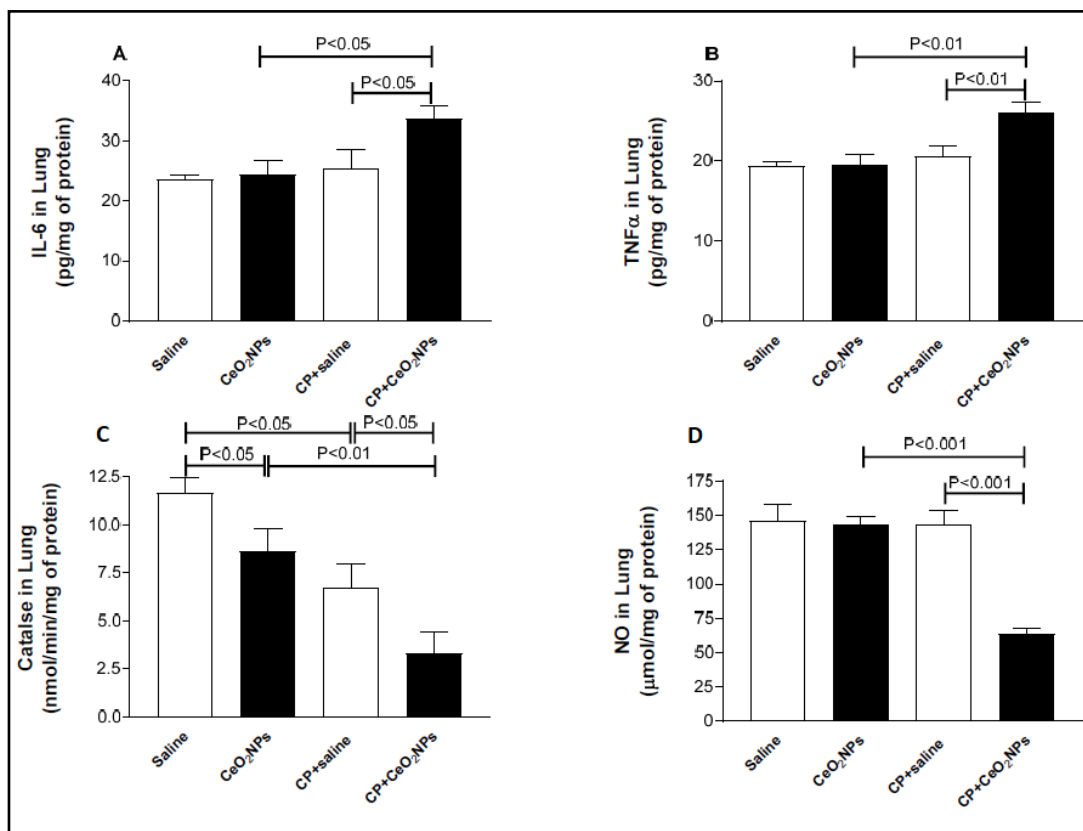 A
P<0.05
P<0.05
IL-6 in Lung
(pg/mg of protein)
40
30
20
10
0
Saline
CeO₂NPs
CP+saline
CP+CeO₂NPs
B
P<0.01
P<0.01
TNFα in Lung
(pg/mg of protein)
30
20
10
0
Saline
CeO₂NPs
CP+saline
CP+CeO₂NPs
C
P<0.05
P<0.05
P<0.05
P<0.01
Catalse in Lung
(nmol/min/mg of protein)
12.5
10.0
7.5
5.0
2.5
0.0
Saline
CeO₂NPs
CP+saline
CP+CeO₂NPs
D
P<0.001
P<0.001
NO in Lung
(μmol/mg of protein)
175
150
125
100
75
50
25
0
Saline
CeO₂NPs
CP+saline
CP+CeO₂NPs